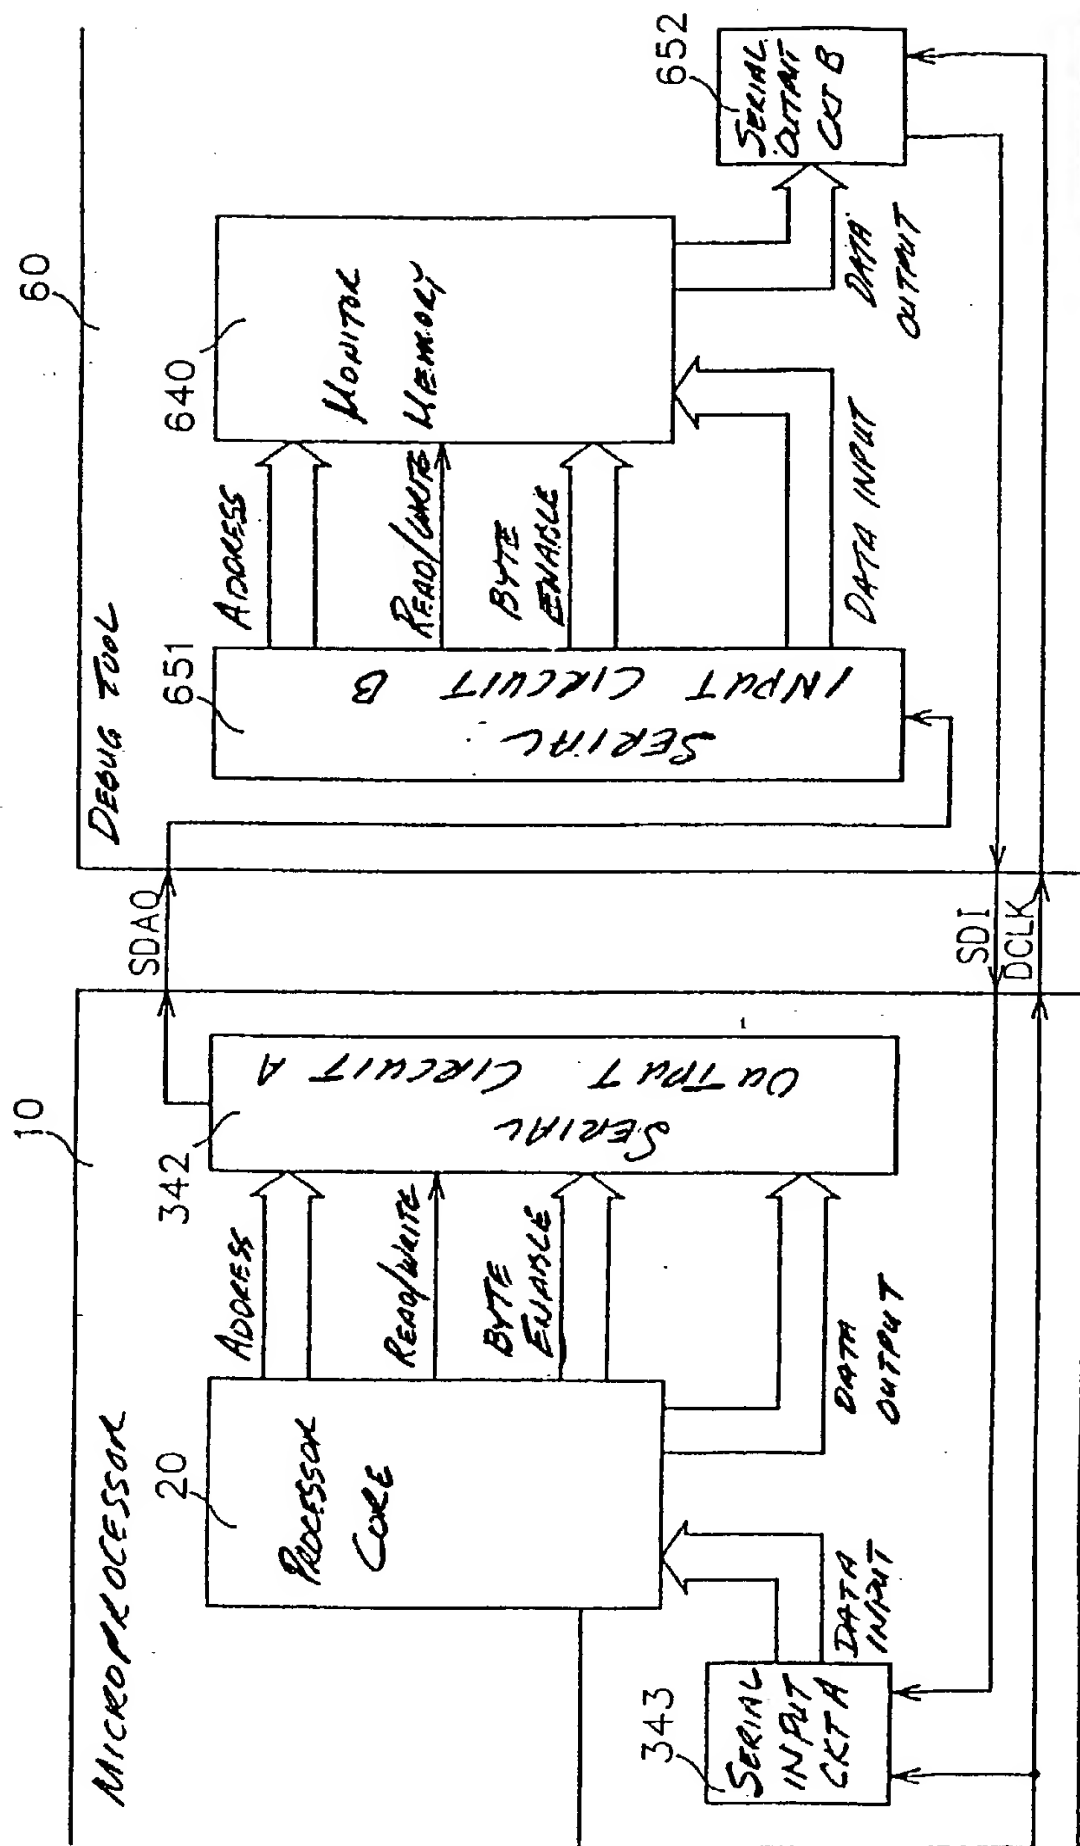 MICROPROCESSOR
10
20
PROCESSOR
CORE
ADDRESS
READ/WRITE
BYTE
ENABLE
DATA
OUTPUT
342
SERIAL
OUTPUT CIRCUIT A
343
SERIAL
INPUT
CKT A
DATA
INPUT
SDAO
SDI
DCLK
DEBUG TOOL
60
651
SERIAL
INPUT CIRCUIT B
ADDRESS
READ/WRITE
BYTE
ENABLE
DATA INPUT
640
MONITOR
MEMORY
DATA
OUTPUT
652
SERIAL
OUTPUT
CKT B